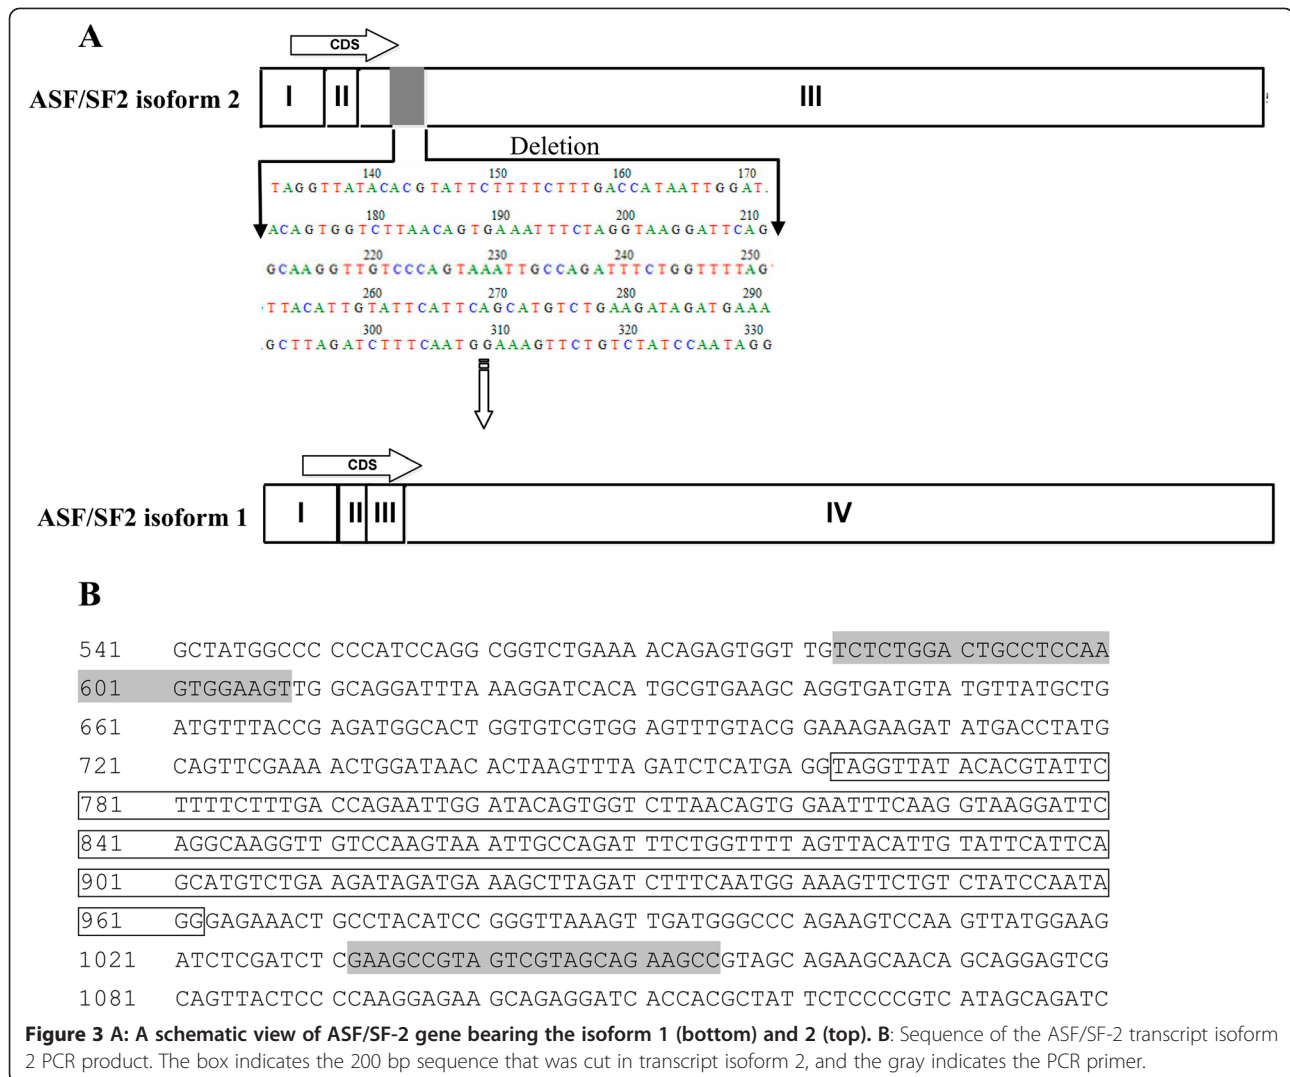 A
CDS
ASF/SF2 isoform 2
I II III
Deletion
140 150 160 170
TAGGTTATACACGTATTCTTTTCTTTGACCATAATTGGAT.
180 190 200 210
ACAGTGGTCTTAACAGTGAAATTTCTAGGTAAGGATTCAG
220 230 240 250
GCAAGGTTGTCCCAGTAAATTGCCAGATTTCTGGTTTTAG
260 270 280 290
TTACATTGTATTCATTCAGCATGTCTGAAGATAGATGAAA
300 310 320 330
GCTTAGATCTTTCAATGGAAAGTTCTGTCTATCCAATAGG
CDS
ASF/SF2 isoform 1
I II III IV
B
541 GCTATGGCCC CCCATCCAGG CGGTCTGAAA ACAGAGTGGT TGTCTCTGGA CTGCCTCCAA
601 GTGGAAGTTG GCAGGATTTA AAGGATCACA TGCGTGAAGC AGGTGATGTA TGTTATGCTG
661 ATGTTTACCG AGATGGCACT GGTGTCGTGG AGTTTGTACG GAAAGAAGAT ATGACCTATG
721 CAGTTCGAAA ACTGGATAAC ACTAAGTTTA GATCTCATGA GGTAGGTTAT ACACGTATTC
781 TTTTCTTTGA CCAGAATTGG ATACAGTGGT CTTAACAGTG GAATTTCAAG GTAAGGATTC
841 AGGCAAGGTT GTCCAAGTAA ATTGCCAGAT TTCTGGTTTT AGTTACATTG TATTCATTCA
901 GCATGTCTGA AGATAGATGA AAGCTTAGAT CTTTCAATGG AAAGTTCTGT CTATCCAATA
961 GGGAGAAACT GCCTACATCC GGGTTAAAGT TGATGGGCCC AGAAGTCCAA GTTATGGAAG
1021 ATCTCGATCT CGAAGCCGTA GTCGTAGCAG AAGCCGTAGC AGAAGCAACA GCAGGAGTCG
1081 CAGTTACTCC CCAAGGAGAA GCAGAGGATC ACCACGCTAT TCTCCCCGTC ATAGCAGATC
Figure 3 A: A schematic view of ASF/SF-2 gene bearing the isoform 1 (bottom) and 2 (top). B: Sequence of the ASF/SF-2 transcript isoform
2 PCR product. The box indicates the 200 bp sequence that was cut in transcript isoform 2, and the gray indicates the PCR primer.